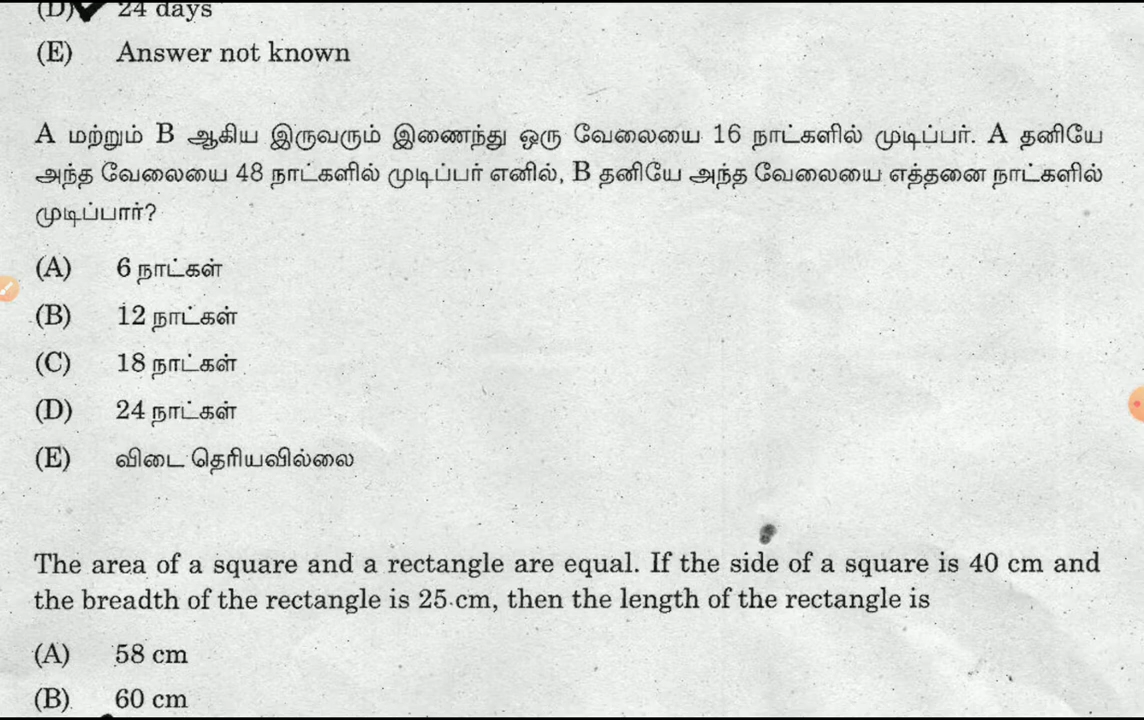 (D) 24 days
(E) Answer not known
A மற்றும் B ஆகிய இருவரும் இணைந்து ஒரு வேலையை 16 நாட்களில் முடிப்பர். A தனியே
அந்த வேலையை 48 நாட்களில் முடிப்பர் எனில், B தனியே அந்த வேலையை எத்தனை நாட்களில்
முடிப்பார்?
(A) 6 நாட்கள்
(B) 12 நாட்கள்
(C) 18 நாட்கள்
(D) 24 நாட்கள்
(E) விடை தெரியவில்லை
The area of a square and a rectangle are equal. If the side of a square is 40 cm and
the breadth of the rectangle is 25 cm, then the length of the rectangle is
(A) 58 cm
(B) 60 cm